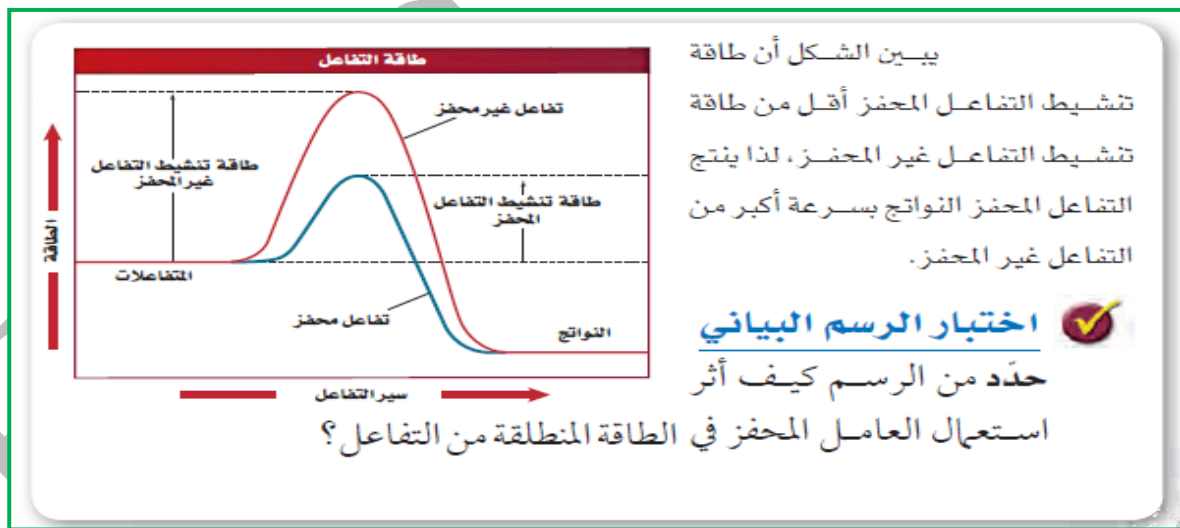 يبين الشكل أن طاقة
تنشيط التفاعل المحفز أقل من طاقة
تنشيط التفاعل غير المحفز، لذا ينتج
التفاعل المحفز النواتج بسرعة أكبر من
التفاعل غير المحفز.
طاقة التفاعل
تفاعل غير محفز
طاقة تنشيط التفاعل
غير المحفز
طاقة تنشيط التفاعل
المحفز
الطاقة
المتفاعلات
تفاعل محفز
النواتج
سير التفاعل
اختبار الرسم البياني
حدّد من الرسم كيف أثر
استعمال العامل المحفز في الطاقة المنطلقة من التفاعل؟